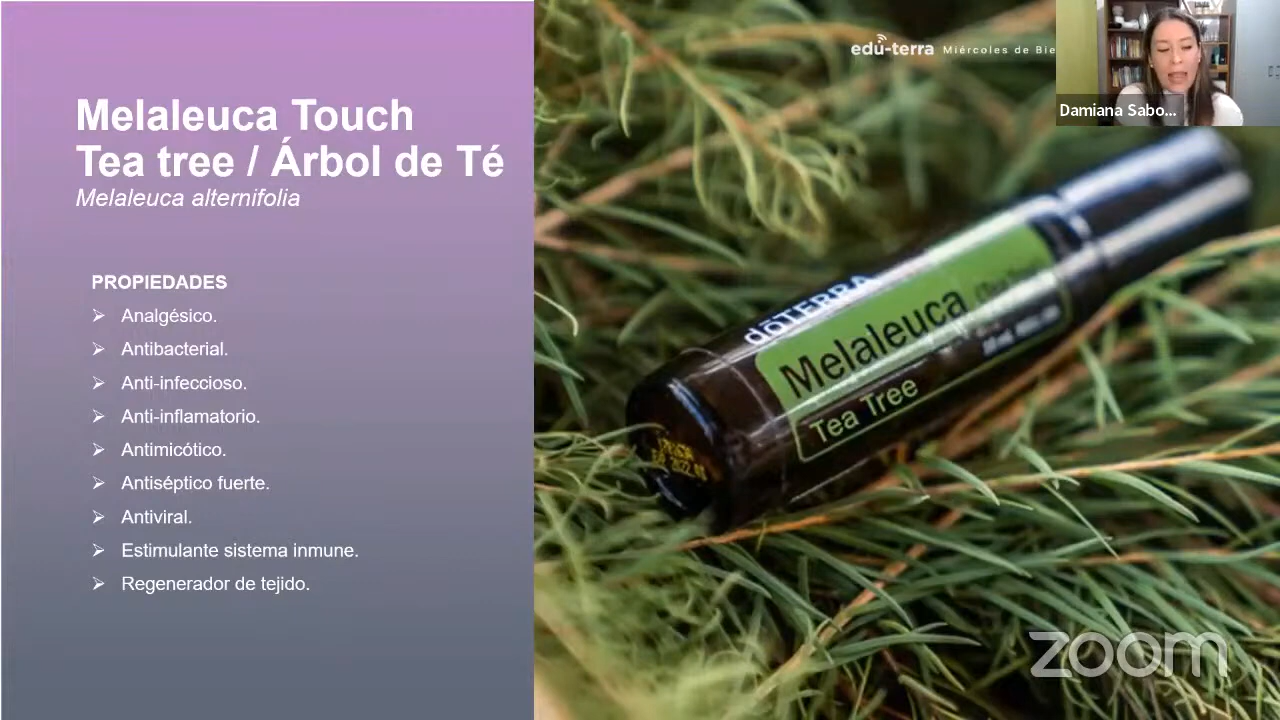 Melaleuca Touch
Tea tree / Árbol de Té
Melaleuca alternifolia
PROPIEDADES
Analgésico.
Antibacterial.
Anti-infeccioso.
Anti-inflamatorio.
Antimicótico.
Antiséptico fuerte.
Antiviral.
Estimulante sistema inmune.
Regenerador de tejido.
edu-terra Miércoles de Bie
Damiana Sabo...
dōTERRA
Melaleuca
Tea Tree
zoom